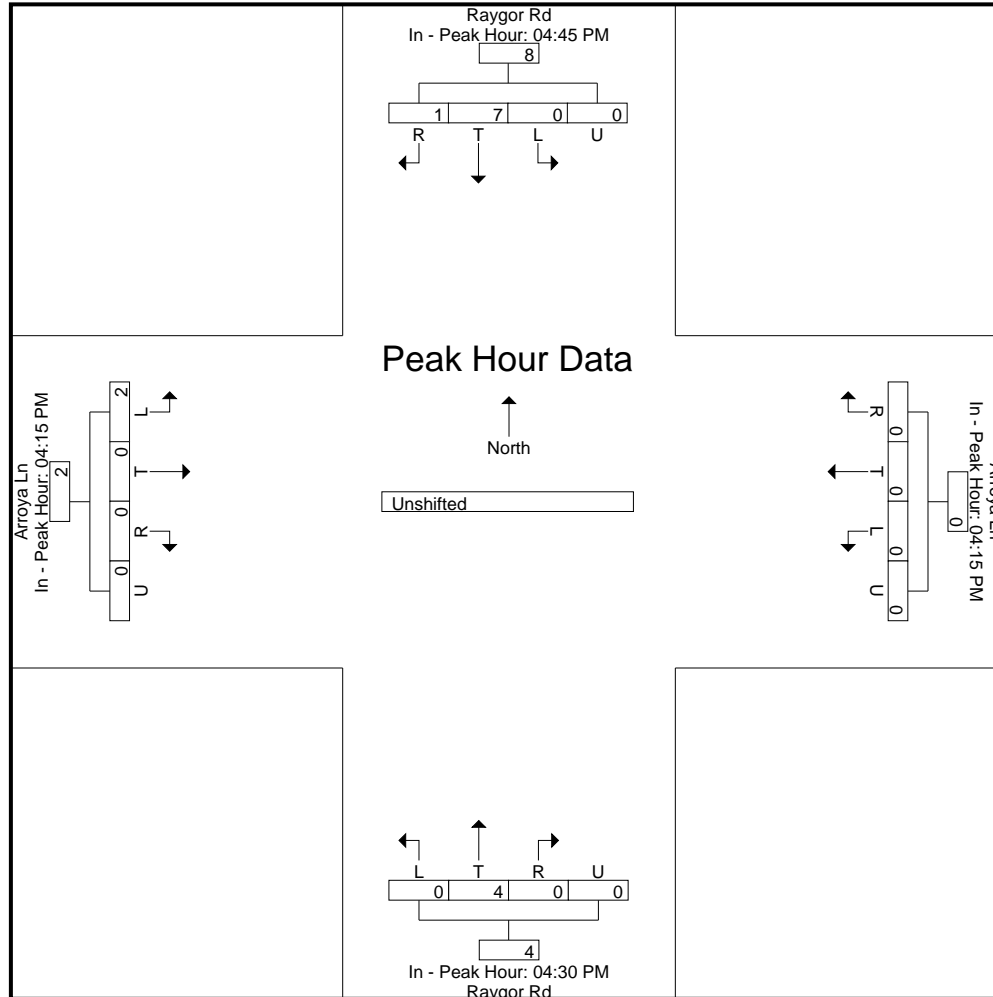 Raygor Rd
In - Peak Hour: 04:45 PM
8
1 7 0 0
R T L U
Peak Hour Data
North
Unshifted
Arroya Ln
In - Peak Hour: 04:15 PM
2
2 0 0 0
L T R U
In - Peak Hour: 04:15 PM
0
0 0 0 0
R T L U
L T R U
0 4 0 0
4
In - Peak Hour: 04:30 PM
Raygor Rd